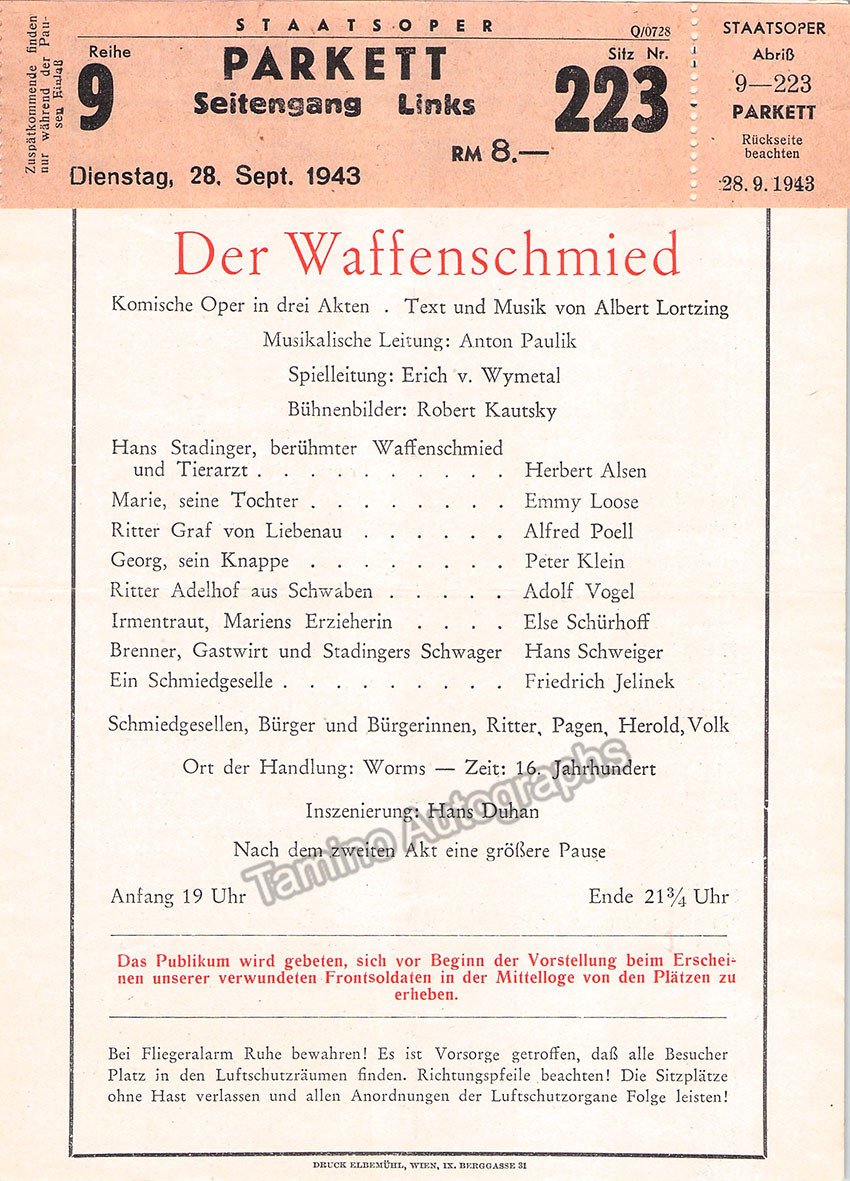 Zuspätkommende finden
nur während der Pau-
sen Einlaß
STAATSOPER
Q/0728
Reihe
9
PARKETT
Seitengang Links
Sitz Nr.
223
RM 8.—
Dienstag, 28. Sept. 1943
STAATSOPER
Abriß
9—223
PARKETT
Rückseite
beachten
28.9.1943
Der Waffenschmied
Komische Oper in drei Akten . Text und Musik von Albert Lortzing
Musikalische Leitung: Anton Paulik
Spielleitung: Erich v. Wymetal
Bühnenbilder: Robert Kautsky
Hans Stadinger, berühmter Waffenschmied
und Tierarzt . . . . . . . . . . Herbert Alsen
Marie, seine Tochter . . . . . . . . Emmy Loose
Ritter Graf von Liebenau . . . . . . Alfred Poell
Georg, sein Knappe . . . . . . . Peter Klein
Ritter Adelhof aus Schwaben . . . . . Adolf Vogel
Irmentraut, Mariens Erzieherin . . . . Else Schürhoff
Brenner, Gastwirt und Stadingers Schwager Hans Schweiger
Ein Schmiedgeselle . . . . . . . . . Friedrich Jelinek
Schmiedgesellen, Bürger und Bürgerinnen, Ritter, Pagen, Herold, Volk
Ort der Handlung: Worms — Zeit: 16. Jahrhundert
Inszenierung: Hans Duhan
Nach dem zweiten Akt eine größere Pause
Tamino Autographs
Anfang 19 Uhr Ende 21¾ Uhr
Das Publikum wird gebeten, sich vor Beginn der Vorstellung beim Erschei-
nen unserer verwundeten Frontsoldaten in der Mittelloge von den Plätzen zu
erheben.
Bei Fliegeralarm Ruhe bewahren! Es ist Vorsorge getroffen, daß alle Besucher
Platz in den Luftschutzräumen finden. Richtungspfeile beachten! Die Sitzplätze
ohne Hast verlassen und allen Anordnungen der Luftschutzorgane Folge leisten!
DRUCK ELBEMÜHL, WIEN, IX. BERGGASSE 31